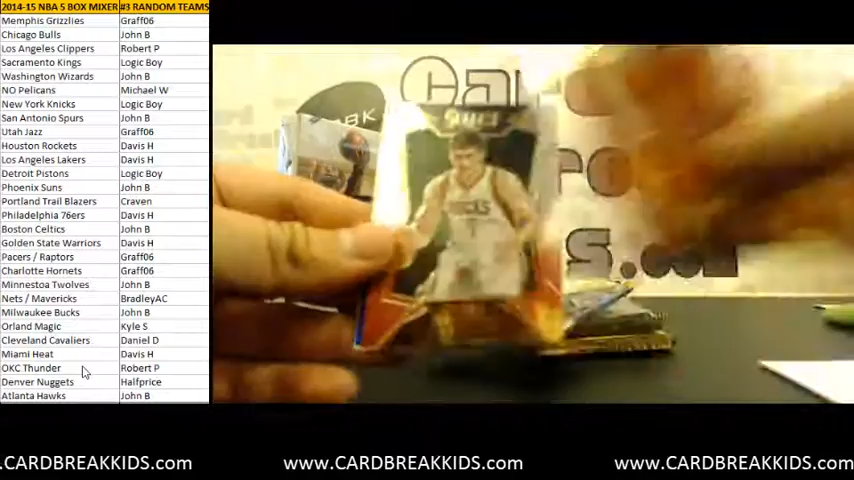 2014-15 NBA 5 BOX MIXER #3 RANDOM TEAMS
Memphis Grizzlies Graff06
Chicago Bulls John B
Los Angeles Clippers Robert P
Sacramento Kings Logic Boy
Washington Wizards John B
NO Pelicans Michael W
New York Knicks Logic Boy
San Antonio Spurs John B
Utah Jazz Graff06
Houston Rockets Davis H
Los Angeles Lakers Davis H
Detroit Pistons Logic Boy
Phoenix Suns John B
Portland Trail Blazers Craven
Philadelphia 76ers Davis H
Boston Celtics John B
Golden State Warriors Davis H
Pacers / Raptors Graff06
Charlotte Hornets Graff06
Minnestoa Twolves John B
Nets / Mavericks BradleyAC
Milwaukee Bucks John B
Orland Magic Kyle S
Cleveland Cavaliers Daniel D
Miami Heat Davis H
OKC Thunder Robert P
Denver Nuggets Halfprice
Atlanta Hawks John B
.CARDBREAKKIDS.com www.CARDBREAKKIDS.com www.CARDBREAKKIDS.com